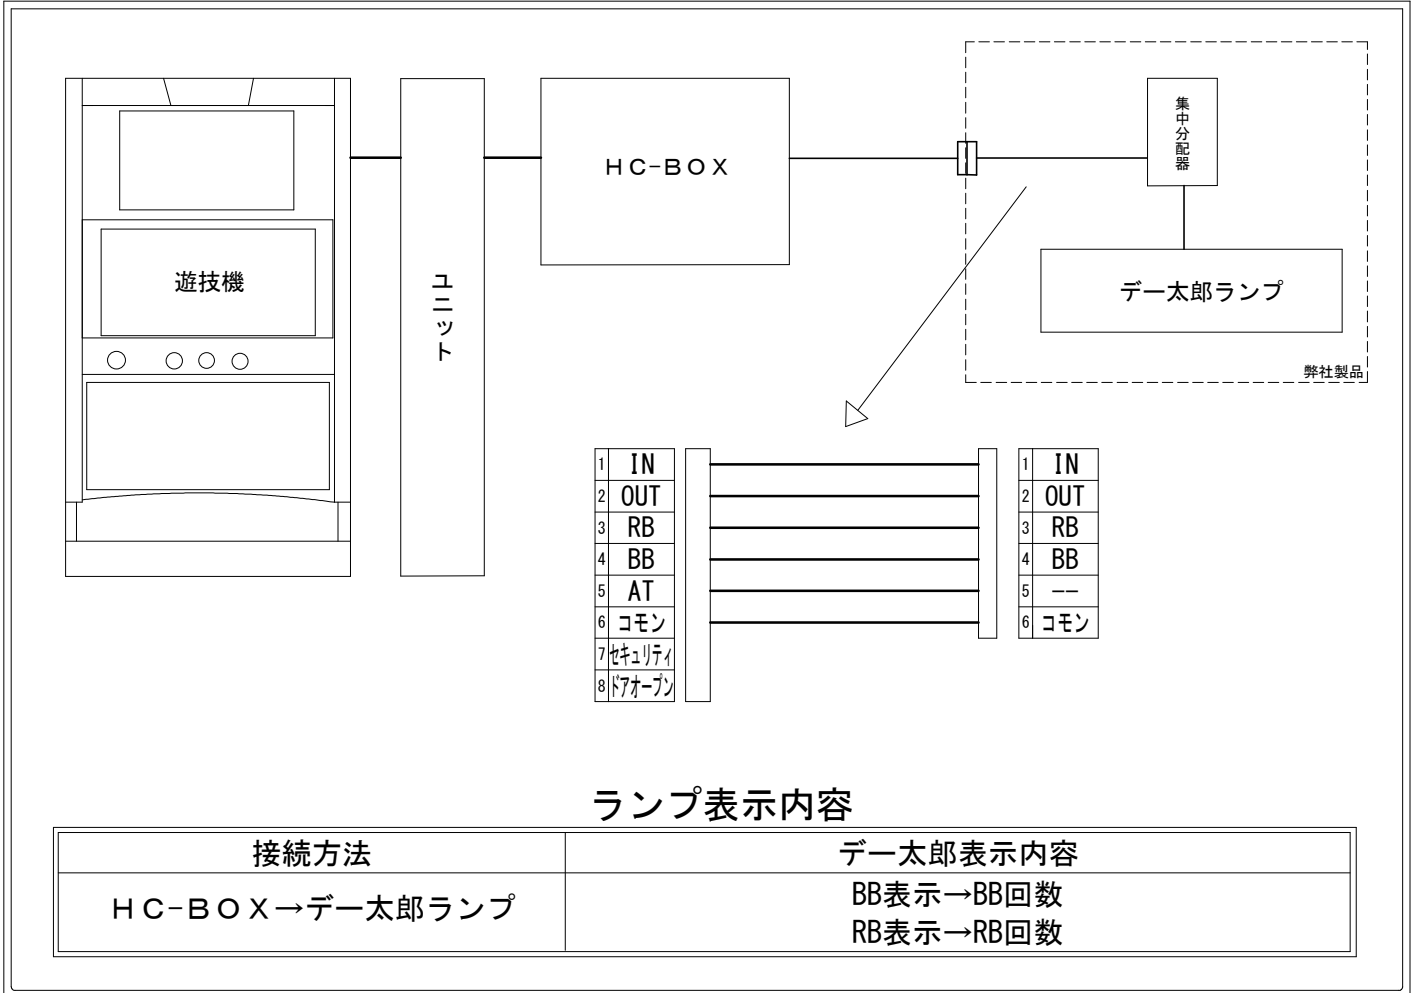 集中分配器
ＨＣ−ＢＯＸ
遊技機
ユニット
データ郎ランプ
弊社製品
1 IN
2 OUT
3 RB
4 BB
5 AT
6 コモン
7 セキュリティ
8 ドアオープン
1 IN
2 OUT
3 RB
4 BB
5 −−
6 コモン
ランプ表示内容
接続方法
デー太郎表示内容
ＨＣ−ＢＯＸ→デー太郎ランプ
BB表示→BB回数
RB表示→RB回数